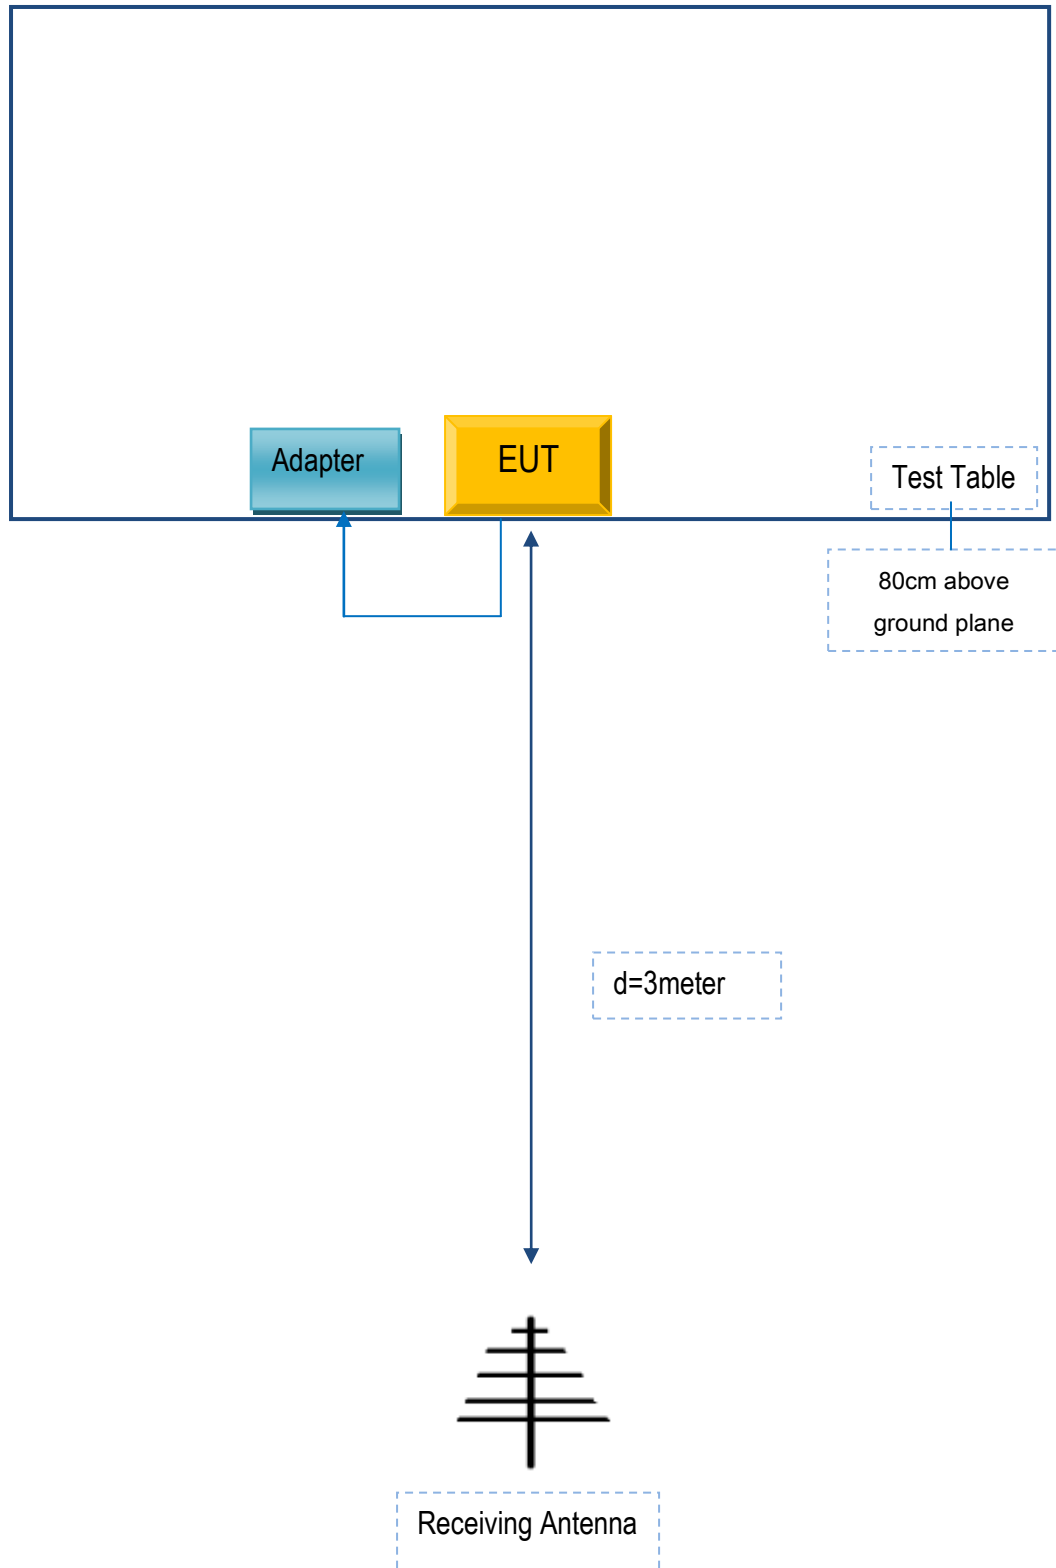 Adapter
EUT
Test Table
80cm above
ground plane
d=3meter
Receiving Antenna